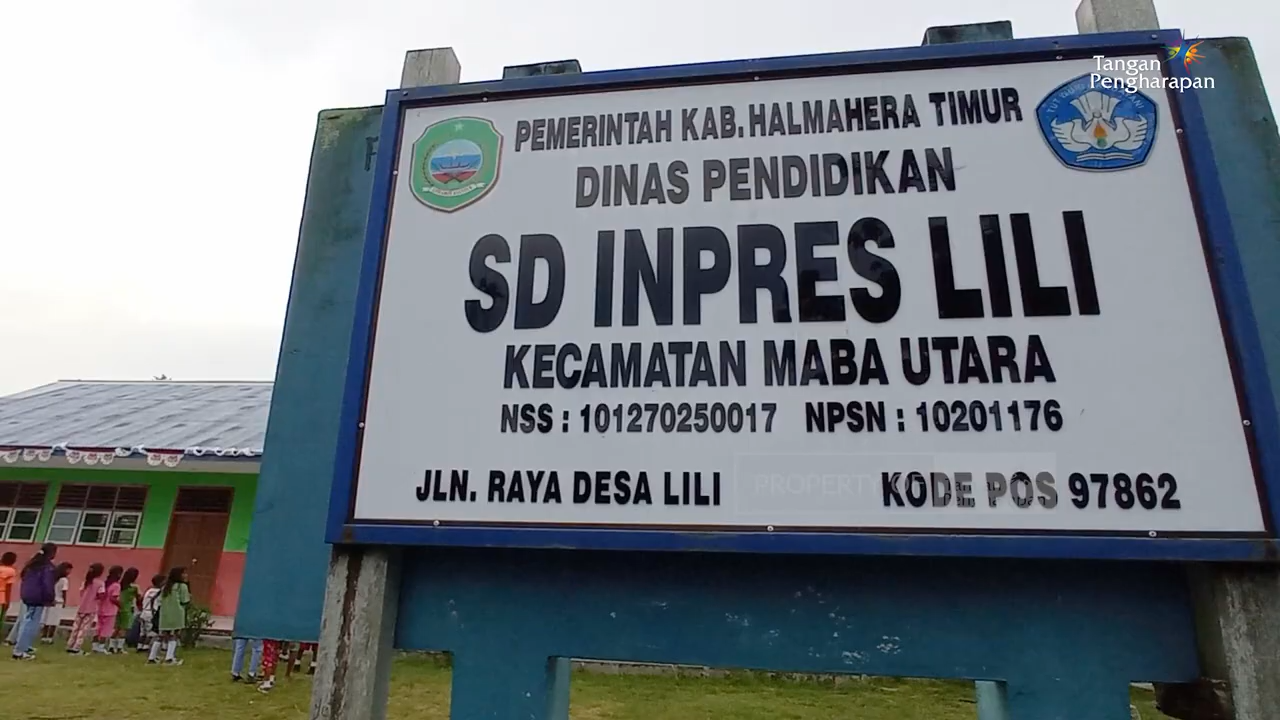 Tangan
Pengharapan
PEMERINTAH KAB. HALMAHERA TIMUR
DINAS PENDIDIKAN
SD INPRES LILI
KECAMATAN MABA UTARA
NSS : 101270250017 NPSN : 10201176
JLN. RAYA DESA LILI KODE POS 97862
PROPERTY